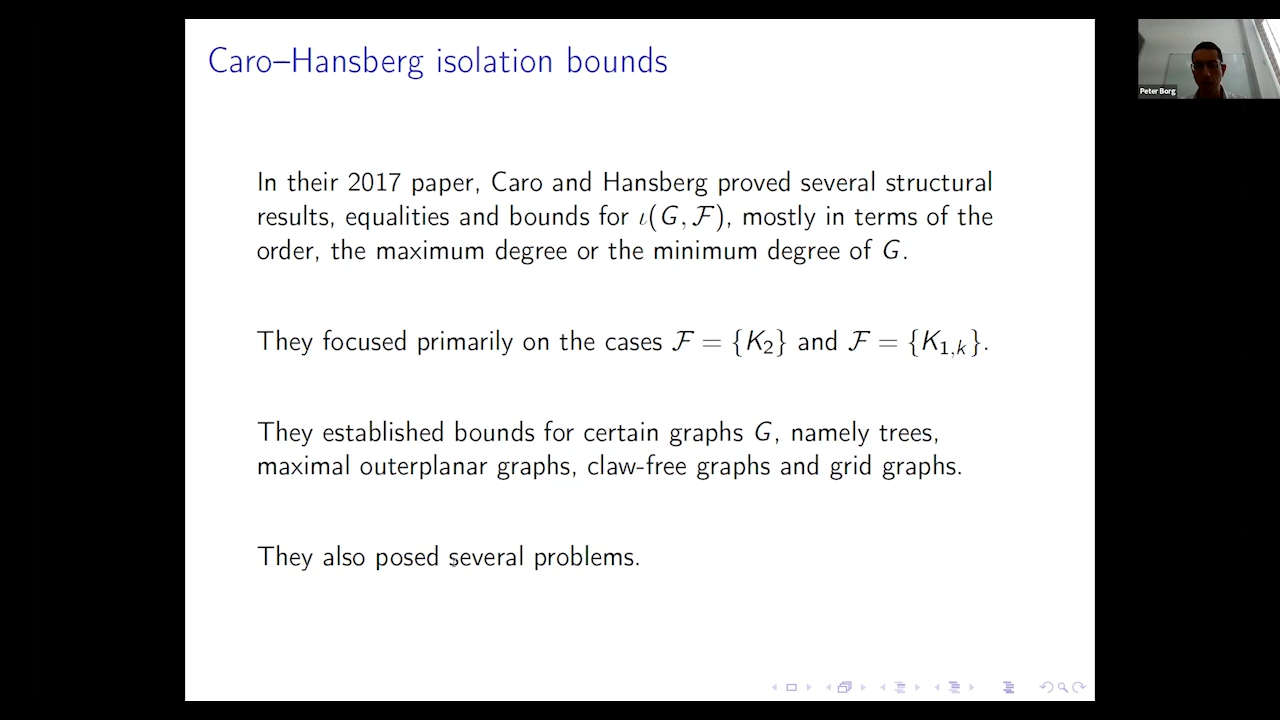 Caro–Hansberg isolation bounds
Peter Borg
In their 2017 paper, Caro and Hansberg proved several structural
results, equalities and bounds for ι(G, ℱ), mostly in terms of the
order, the maximum degree or the minimum degree of G.
They focused primarily on the cases ℱ = {K₂} and ℱ = {K₁,ₖ}.
They established bounds for certain graphs G, namely trees,
maximal outerplanar graphs, claw-free graphs and grid graphs.
They also posed several problems.